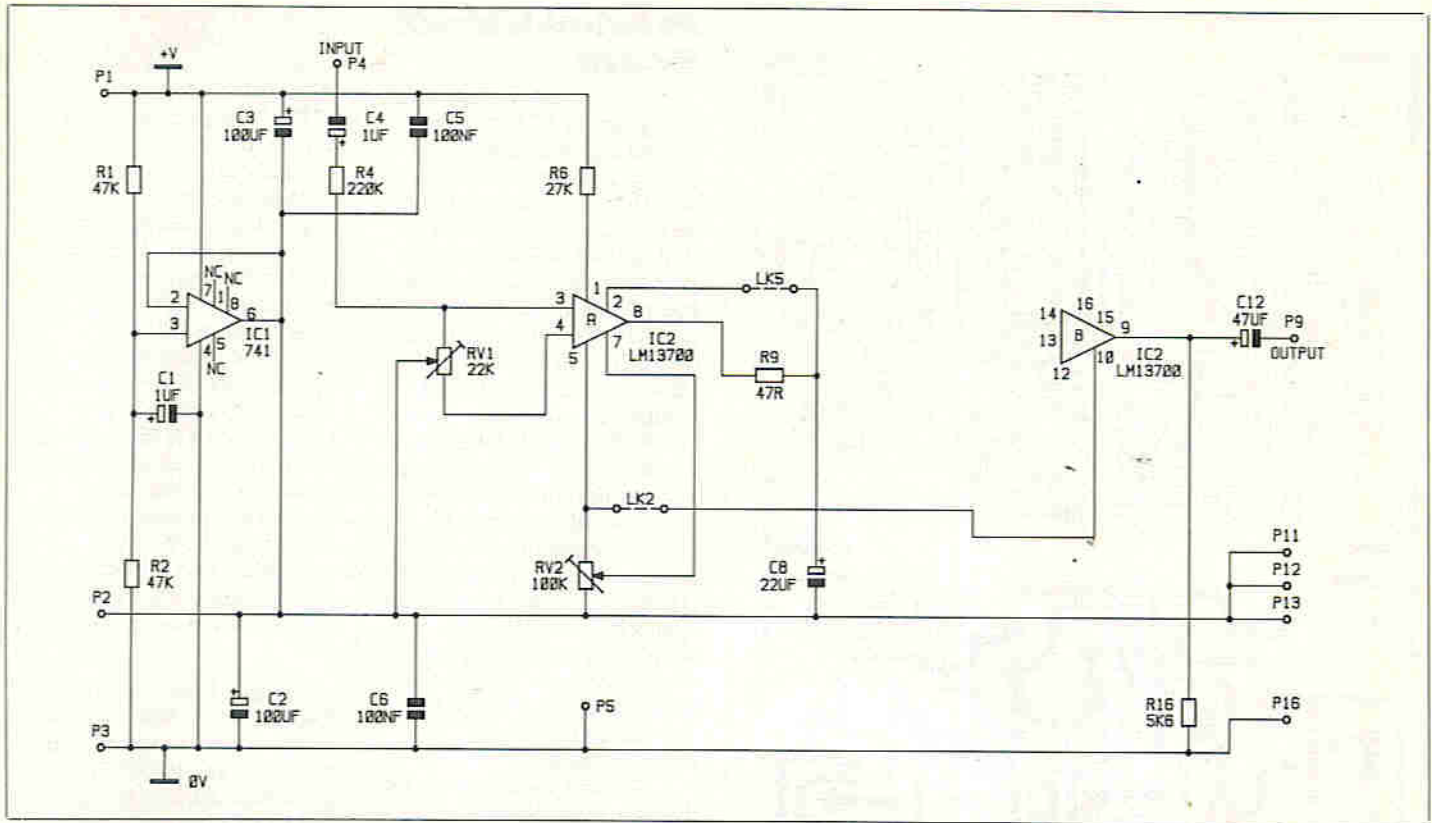 INPUT
P4
+V
P1
C3
100UF
+
C4
1UF
+
C5
100NF
R1
47K
R4
220K
R6
27K
NC
NC
7
1
8
2
3
6
4
5
NC
IC1
741
C1
1UF
+
3
4
1
2
8
7
5
R
IC2
LM13700
LK5
RV1
22K
R9
47R
14
13
16
15
9
10
12
B
IC2
LM13700
C12
47UF
+
P9
OUTPUT
LK2
R2
47K
RV2
100K
C8
22UF
+
P11
P12
P13
P2
C2
100UF
+
C6
100NF
P5
R16
5K6
P16
P3
0V